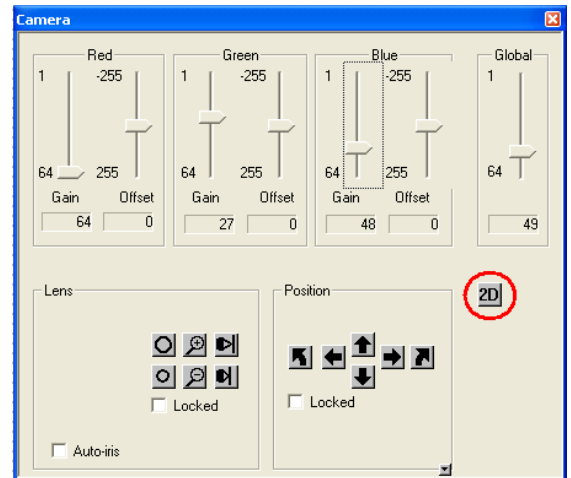 Camera
Red Green Blue Global
1 -255 1 -255 1 -255 1
64 255 64 255 64 255 64
Gain Offset Gain Offset Gain Offset
64 0 27 0 48 0 49
Lens Position 2D
Locked Locked
Auto-iris